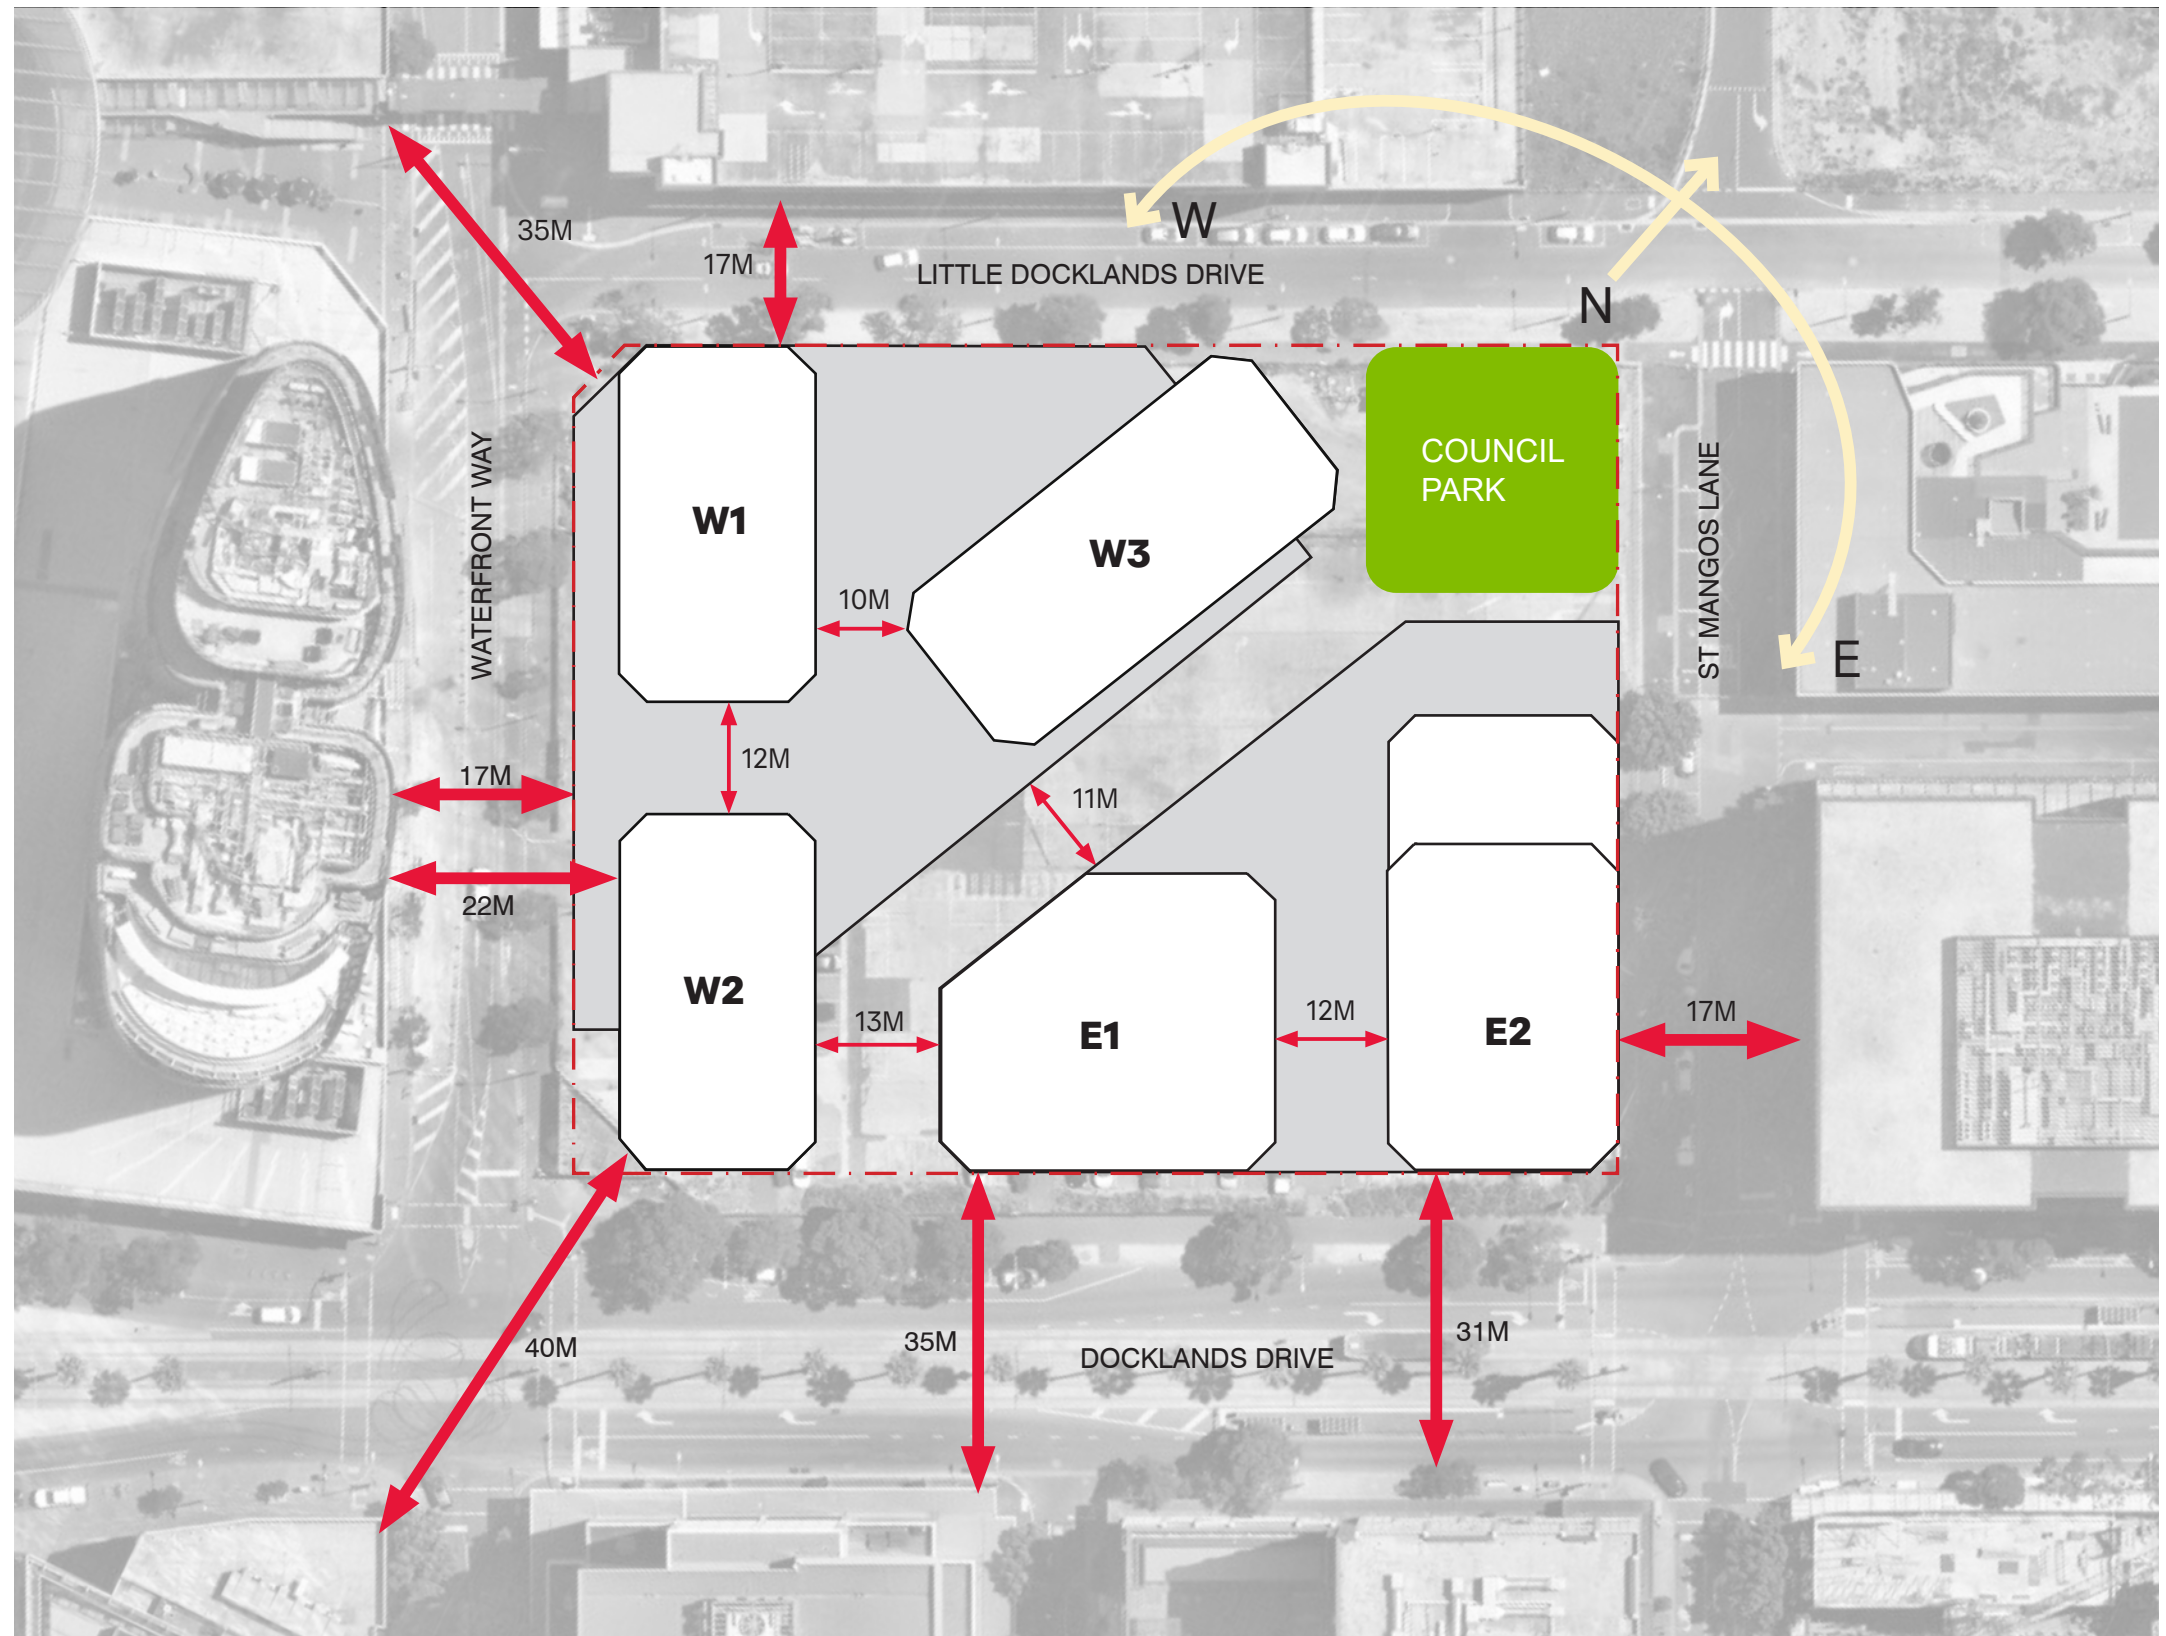 35M
17M
W
LITTLE DOCKLANDS DRIVE
N
COUNCIL
PARK
WATERFRONT WAY
ST MANGOS LANE
W1
W3
10M
E
12M
17M
11M
22M
W2
13M
E1
12M
E2
17M
40M
35M
31M
DOCKLANDS DRIVE